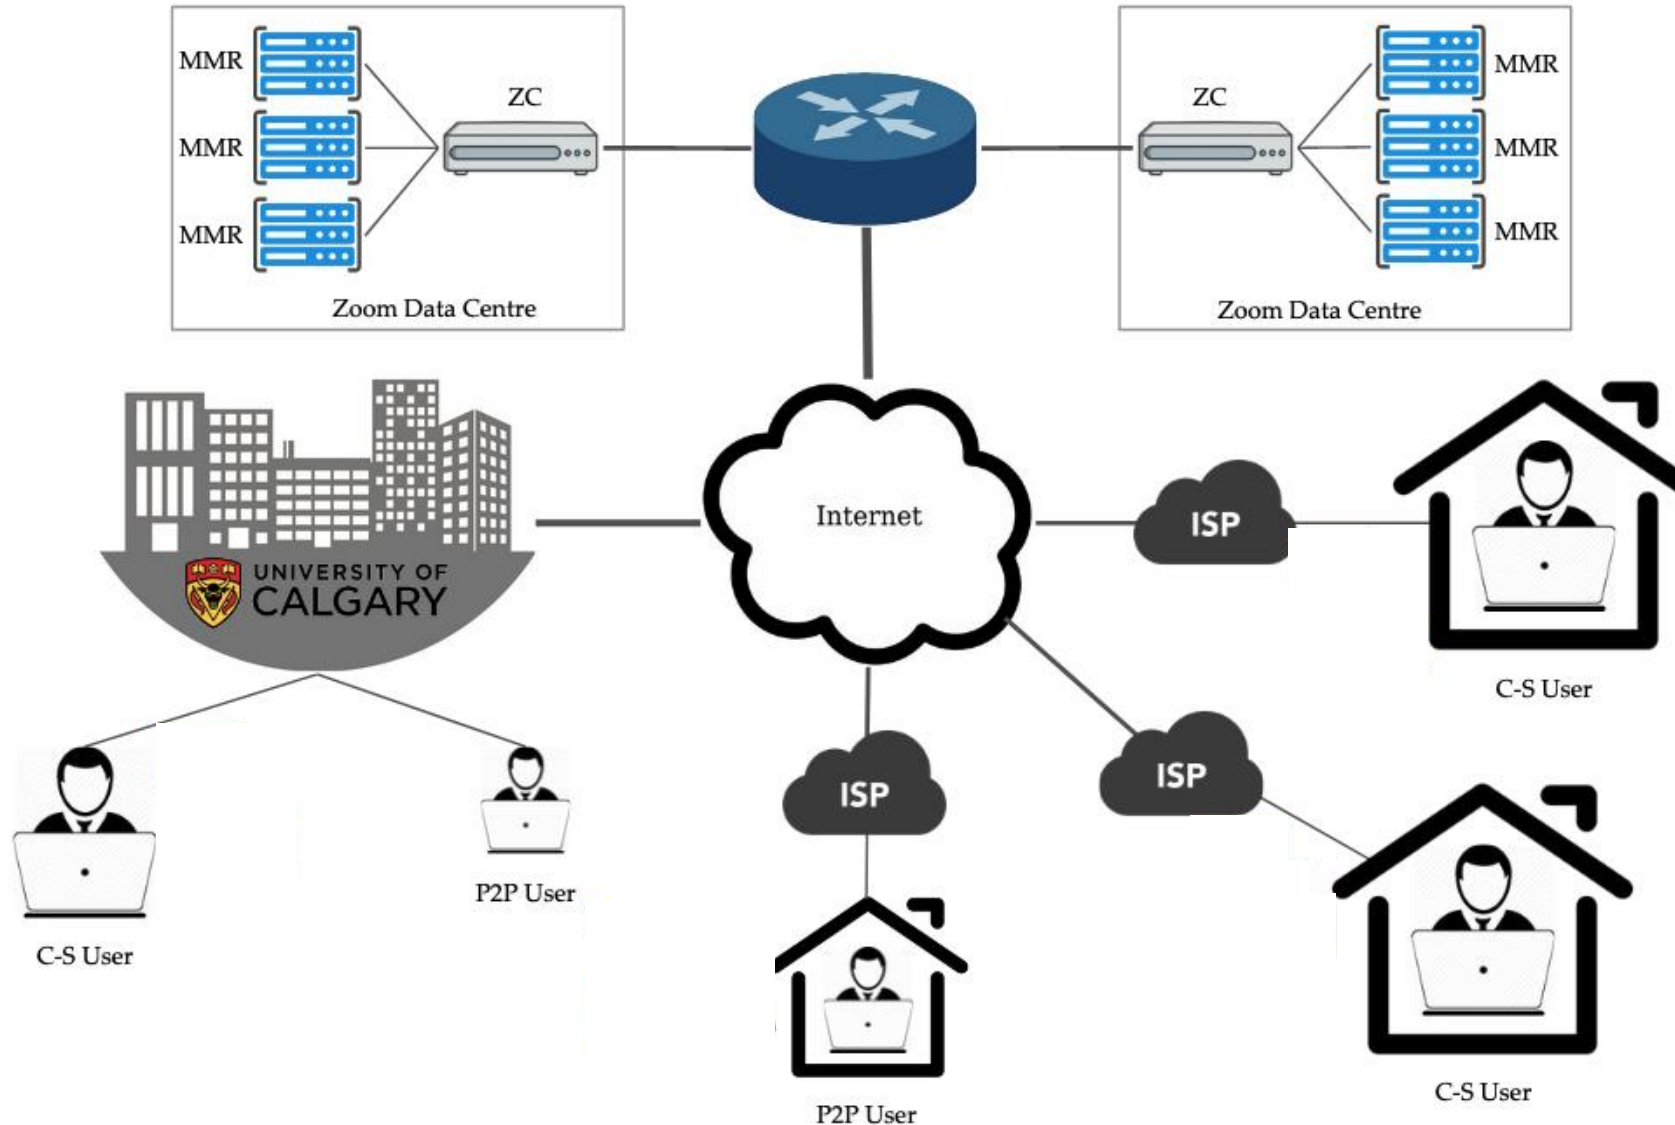 MMR
ZC
MMR
MMR
Zoom Data Centre
ZC
MMR
MMR
MMR
Zoom Data Centre
UNIVERSITY OF
CALGARY
Internet
ISP
C-S User
ISP
ISP
C-S User
P2P User
P2P User
C-S User